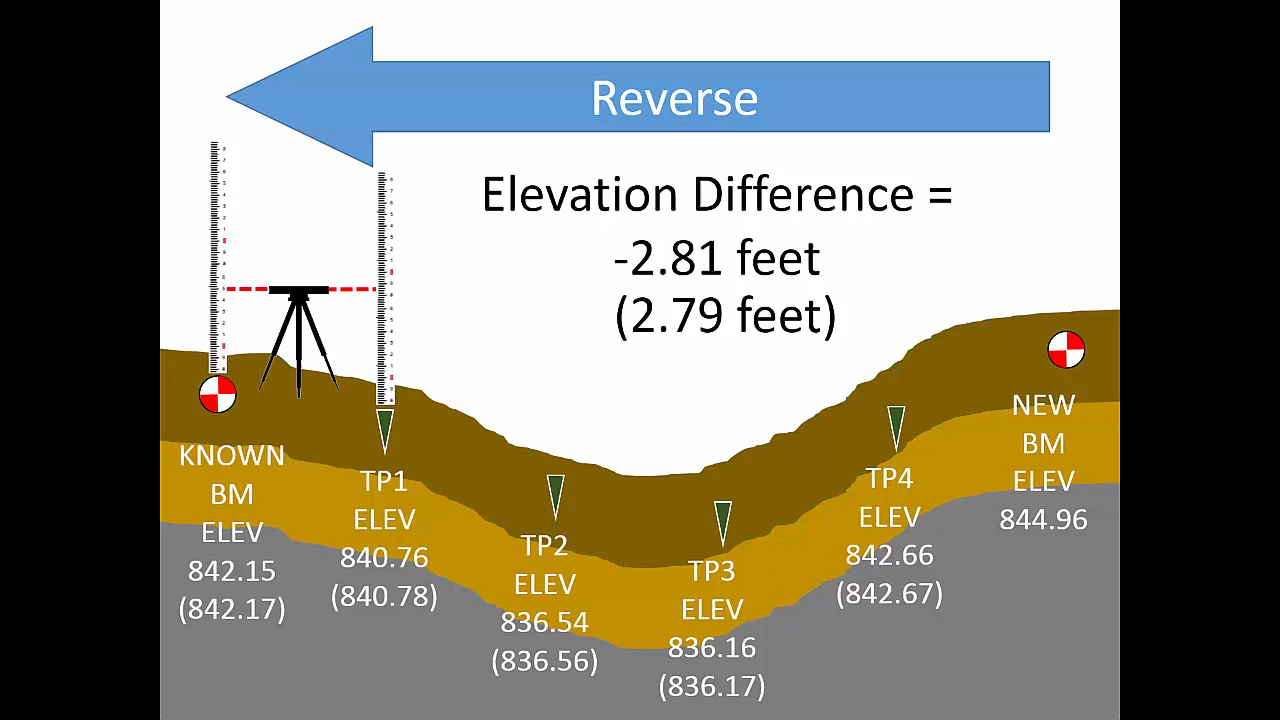 Reverse
Elevation Difference =
-2.81 feet
(2.79 feet)
KNOWN
BM
ELEV
842.15
(842.17)
TP1
ELEV
840.76
(840.78)
TP2
ELEV
836.54
(836.56)
TP3
ELEV
836.16
(836.17)
TP4
ELEV
842.66
(842.67)
NEW
BM
ELEV
844.96